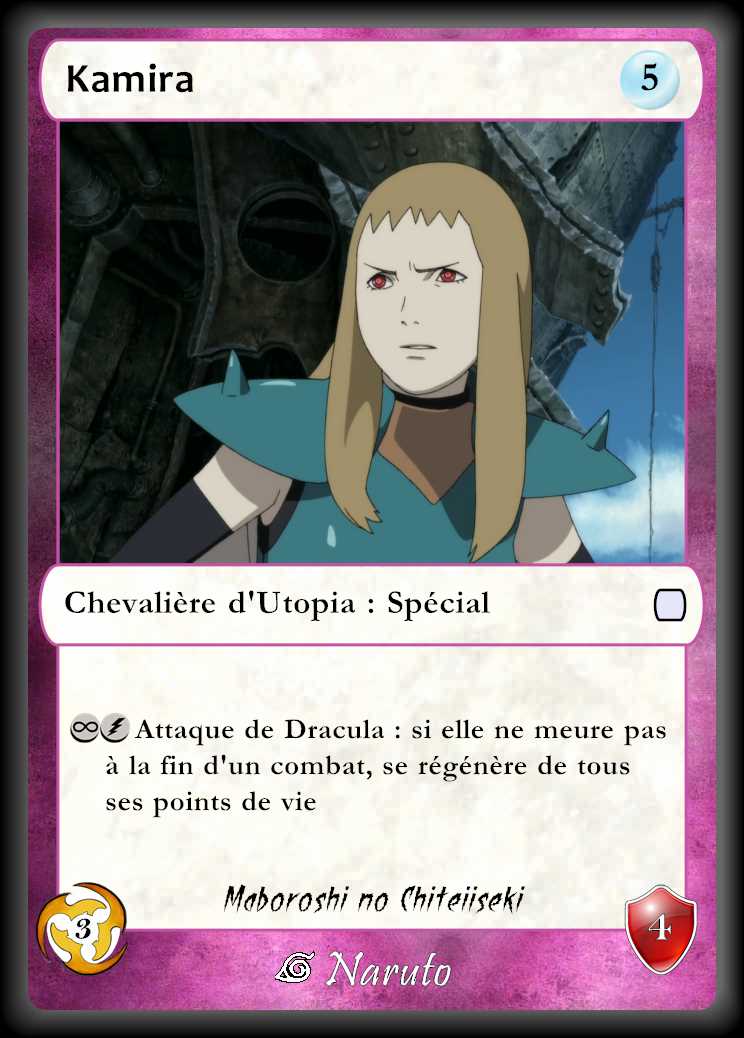 Kamira
5
Chevalière d'Utopia : Spécial
Attaque de Dracula : si elle ne meure pas
à la fin d'un combat, se régénère de tous
ses points de vie
Maboroshi no Chiteiiseki
3
4
Naruto